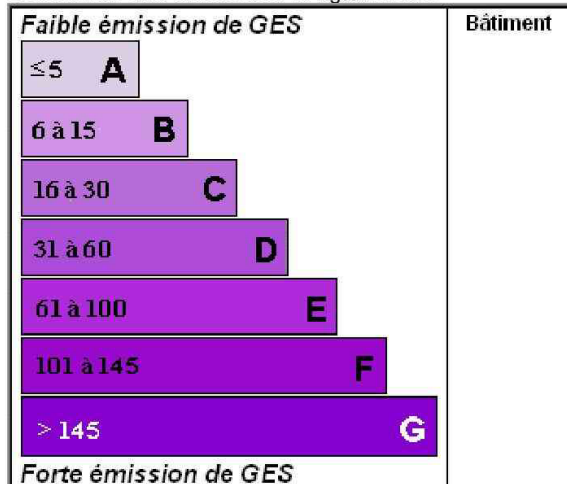 Faible émission de GES
Bâtiment
≤5 A
6 à 15 B
16 à 30 C
31 à 60 D
61 à 100 E
101 à 145 F
> 145 G
Forte émission de GES